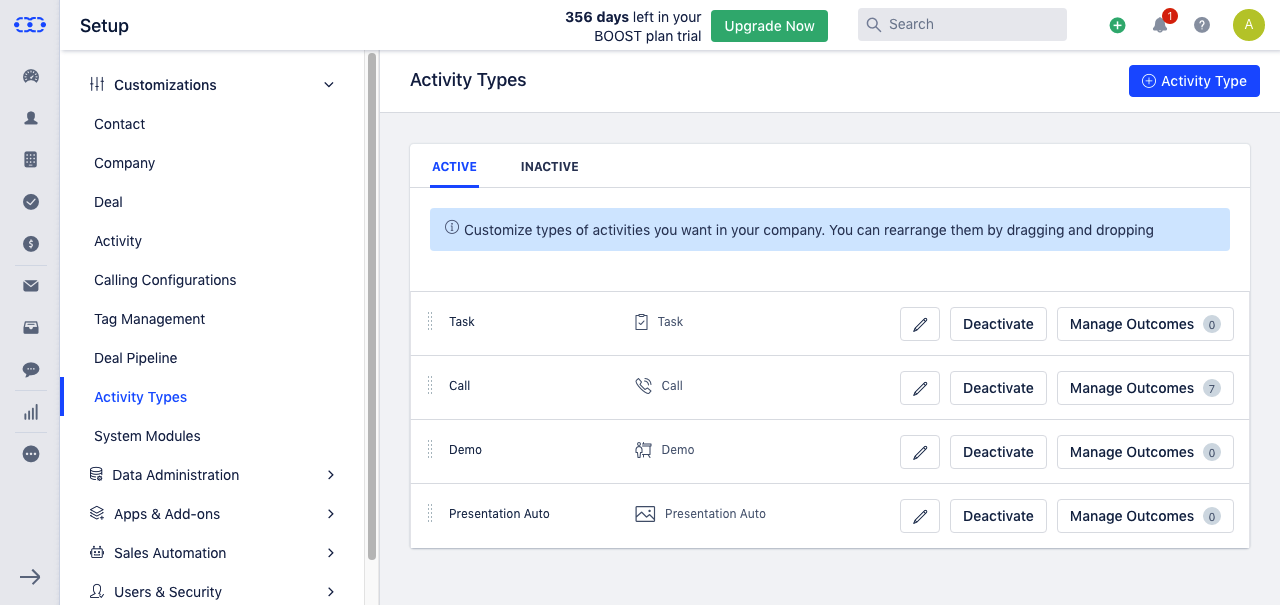 Setup
356 days left in your
BOOST plan trial
Upgrade Now
Search
1
A
Customizations
Contact
Company
Deal
Activity
Calling Configurations
Tag Management
Deal Pipeline
Activity Types
System Modules
Data Administration
Apps & Add-ons
Sales Automation
Users & Security
Activity Types
Activity Type
ACTIVE INACTIVE
Customize types of activities you want in your company. You can rearrange them by dragging and dropping
Task Task Deactivate Manage Outcomes 0
Call Call Deactivate Manage Outcomes 7
Demo Demo Deactivate Manage Outcomes 0
Presentation Auto Presentation Auto Deactivate Manage Outcomes 0